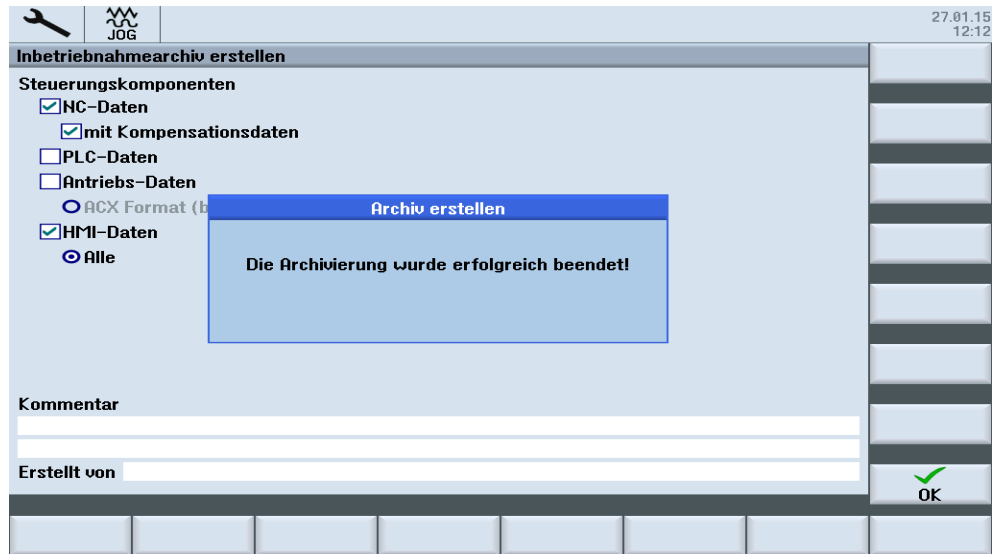 JOG
27.01.15
12:12
Inbetriebnahmearchiv erstellen
Steuerungskomponenten
NC-Daten
mit Kompensationsdaten
PLC-Daten
Antriebs-Daten
ACX Format (b
HMI-Daten
Alle
Archiv erstellen
Die Archivierung wurde erfolgreich beendet!
Kommentar
Erstellt von
OK